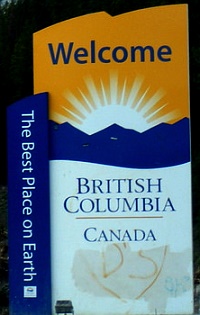 Welcome
BRITISH
COLUMBIA
CANADA
The Best Place on Earth